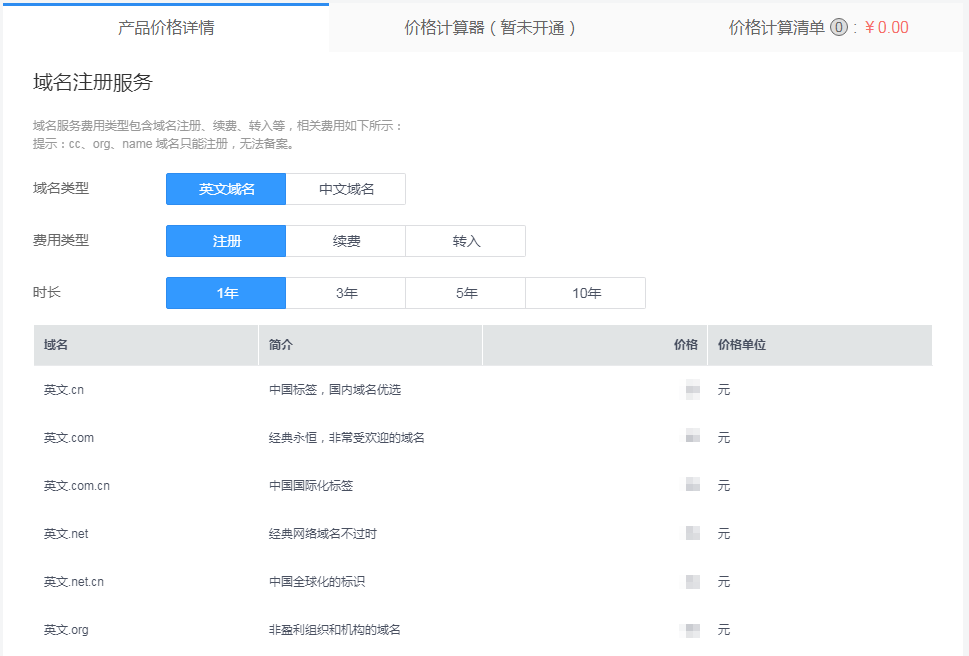 产品价格详情 价格计算器（暂未开通） 价格计算清单 0 : ￥0.00
域名注册服务
域名服务费用类型包含域名注册、续费、转入等，相关费用如下所示：
提示：cc、org、name 域名只能注册，无法备案。
域名类型 英文域名 中文域名
费用类型 注册 续费 转入
时长 1年 3年 5年 10年
域名 简介 价格 价格单位
英文.cn 中国标签，国内域名优选 元
英文.com 经典永恒，非常受欢迎的域名 元
英文.com.cn 中国国际化标签 元
英文.net 经典网络域名不过时 元
英文.net.cn 中国全球化的标识 元
英文.org 非盈利组织和机构的域名 元